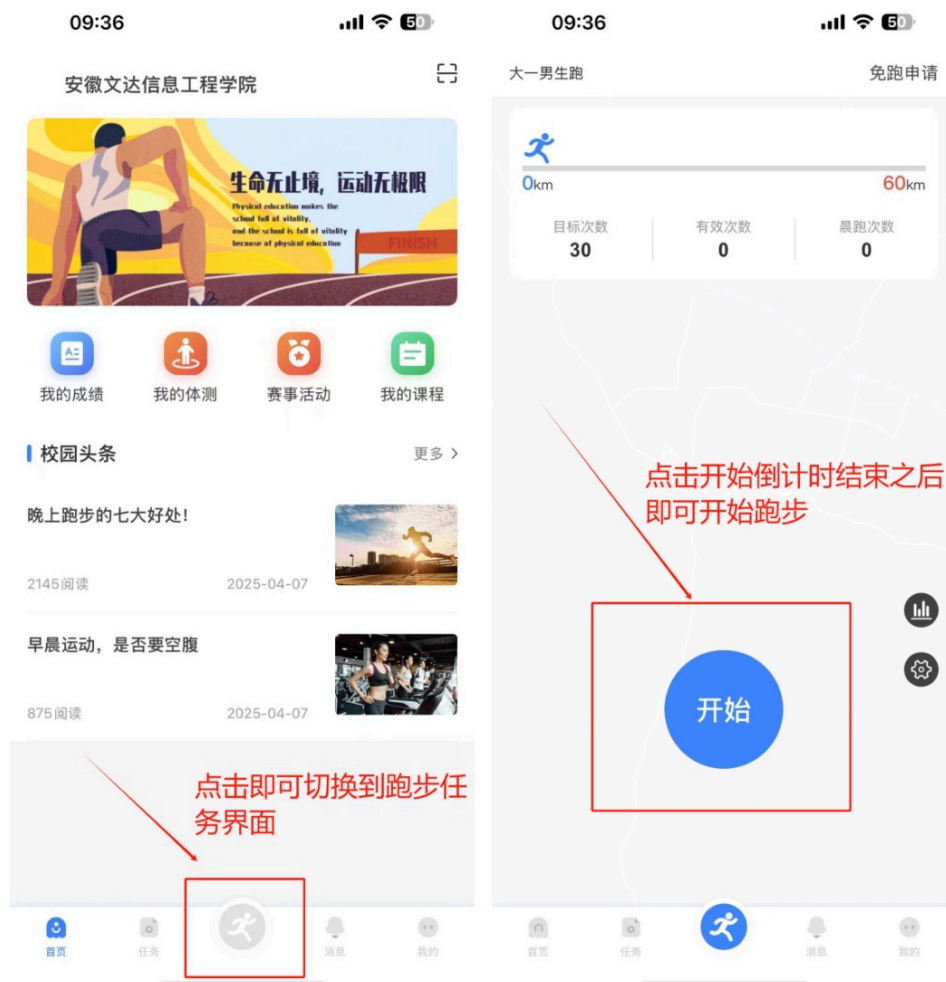 09:36
50
安徽文达信息工程学院
生命无止境，运动无极限
Physical education makes the
school full of vitality,
and the school is full of vitality
because of physical education
FINISH
我的成绩
我的体测
赛事活动
我的课程
校园头条
更多
晚上跑步的七大好处！
2145阅读
2025-04-07
早晨运动，是否要空腹
875阅读
2025-04-07
点击即可切换到跑步任
务界面
首页
任务
消息
我的
09:36
50
大一男生跑
免跑申请
0km
60km
目标次数
有效次数
晨跑次数
30
0
0
点击开始倒计时结束之后
即可开始跑步
开始
首页
任务
消息
我的